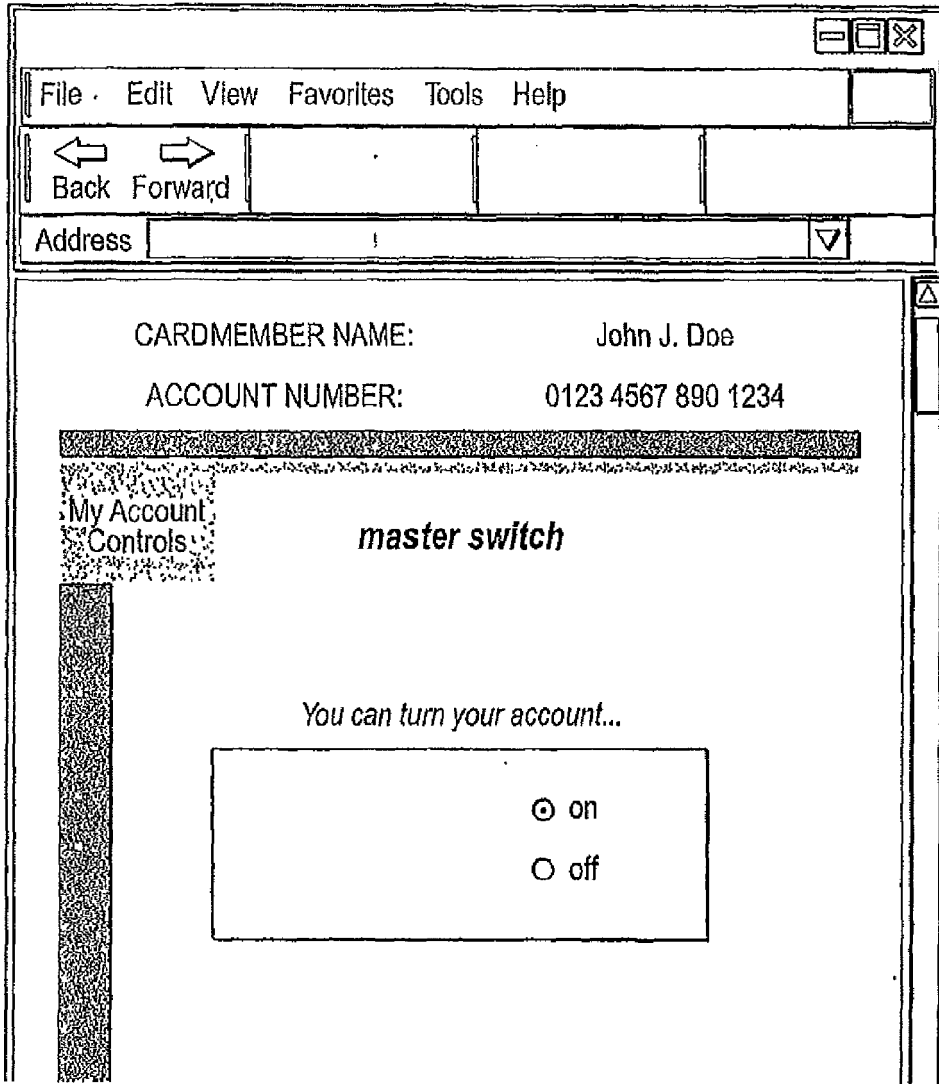 File Edit View Favorites Tools Help
Back Forward
Address
CARDMEMBER NAME: John J. Doe
ACCOUNT NUMBER: 0123 4567 890 1234
My Account
Controls
master switch
You can turn your account...
on
off